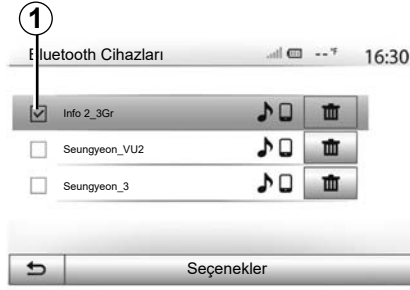 1
Bluetooth Cihazları --°F 16:30
Info 2_3Gr
Seungyeon_VU2
Seungyeon_3
Seçenekler